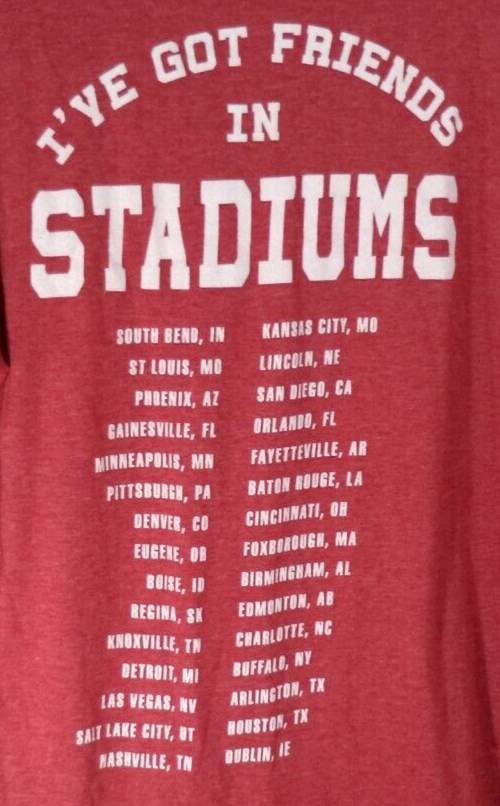 I'VE GOT FRIENDS
IN
STADIUMS
SOUTH BEND, IN
ST LOUIS, MO
PHOENIX, AZ
GAINESVILLE, FL
MINNEAPOLIS, MN
PITTSBURGH, PA
DENVER, CO
EUGENE, OR
BOISE, ID
REGINA, SK
KNOXVILLE, TN
DETROIT, MI
LAS VEGAS, NV
SALT LAKE CITY, UT
NASHVILLE, TN
KANSAS CITY, MO
LINCOLN, NE
SAN DIEGO, CA
ORLANDO, FL
FAYETTEVILLE, AR
BATON ROUGE, LA
CINCINNATI, OH
FOXBOROUGH, MA
BIRMINGHAM, AL
EDMONTON, AB
CHARLOTTE, NC
BUFFALO, NY
ARLINGTON, TX
HOUSTON, TX
DUBLIN, IE